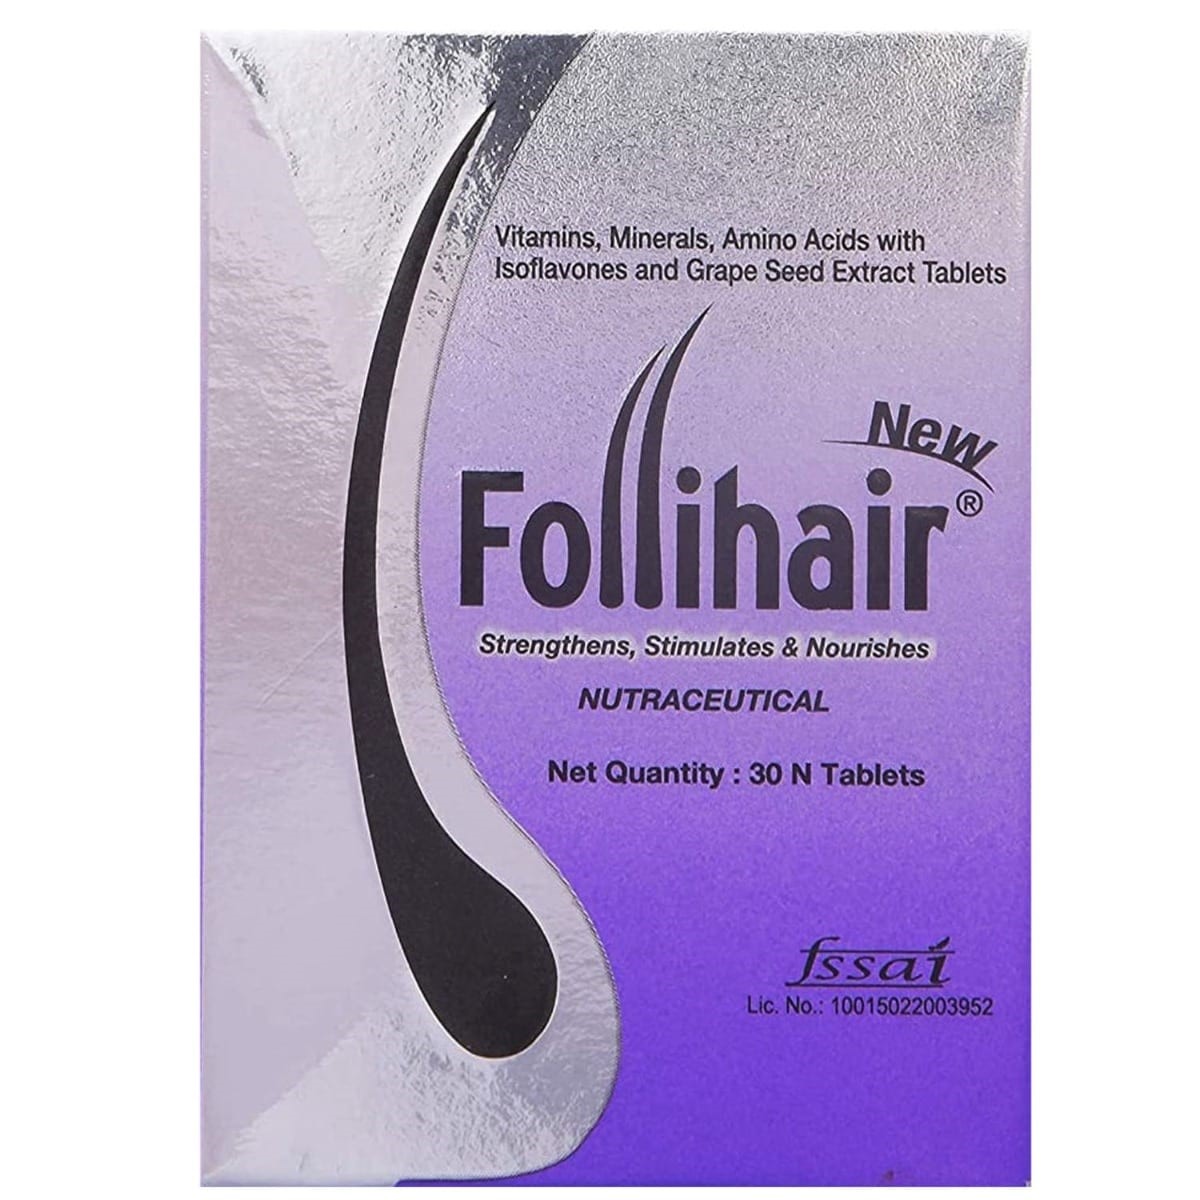 Vitamins, Minerals, Amino Acids with
Isoflavones and Grape Seed Extract Tablets
New
Follihair®
Strengthens, Stimulates & Nourishes
NUTRACEUTICAL
Net Quantity : 30 N Tablets
fssai
Lic. No.: 10015022003952